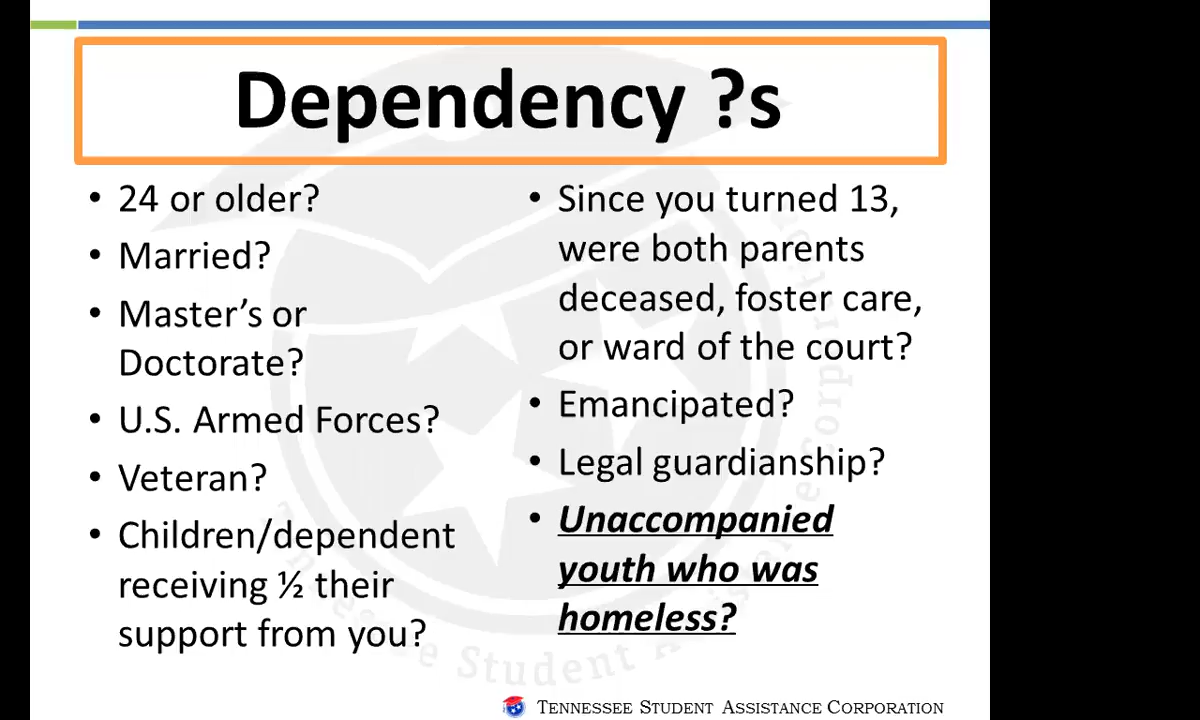 Dependency ?s
• 24 or older?
• Married?
• Master’s or
Doctorate?
• U.S. Armed Forces?
• Veteran?
• Children/dependent
receiving ½ their
support from you?
• Since you turned 13,
were both parents
deceased, foster care,
or ward of the court?
• Emancipated?
• Legal guardianship?
• Unaccompanied
youth who was
homeless?
TENNESSEE STUDENT ASSISTANCE CORPORATION